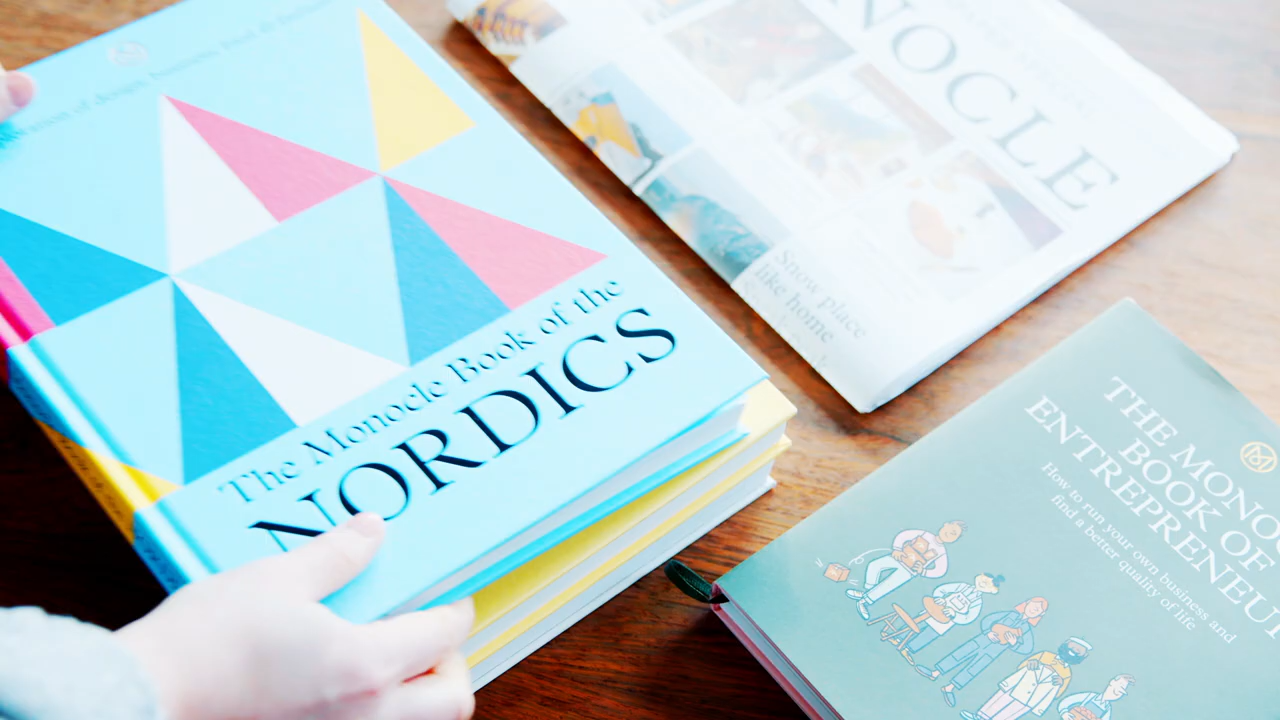 The Monocle Book of the
NORDICS
NOCLE
Snow place
like home
THE MONO
BOOK OF
ENTREPRENEU
How to run your own business and
find a better quality of life